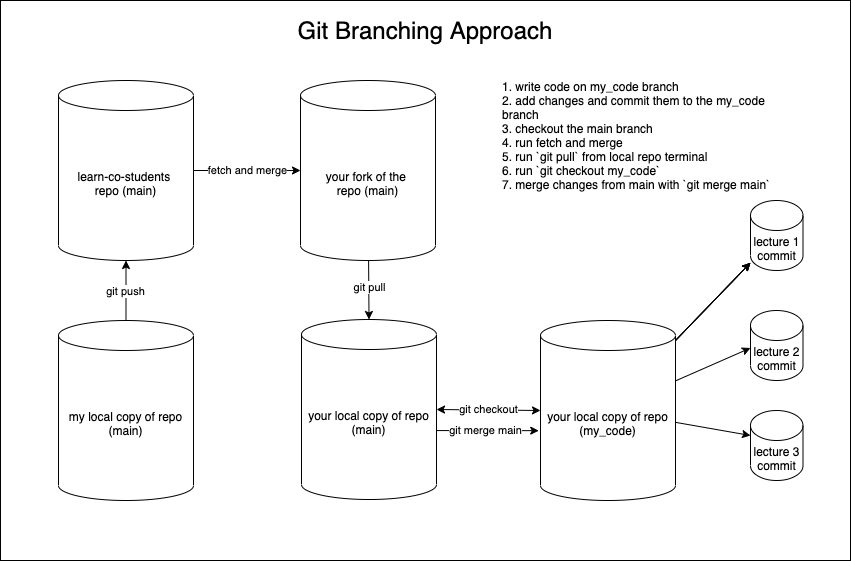 Git Branching Approach
1. write code on my_code branch
2. add changes and commit them to the my_code
branch
3. checkout the main branch
4. run fetch and merge
5. run `git pull` from local repo terminal
6. run `git checkout my_code`
7. merge changes from main with `git merge main`
learn-co-students
repo (main)
fetch and merge
your fork of the
repo (main)
lecture 1
commit
git push
git pull
lecture 2
commit
my local copy of repo
(main)
your local copy of repo
(main)
git checkout
git merge main
your local copy of repo
(my_code)
lecture 3
commit